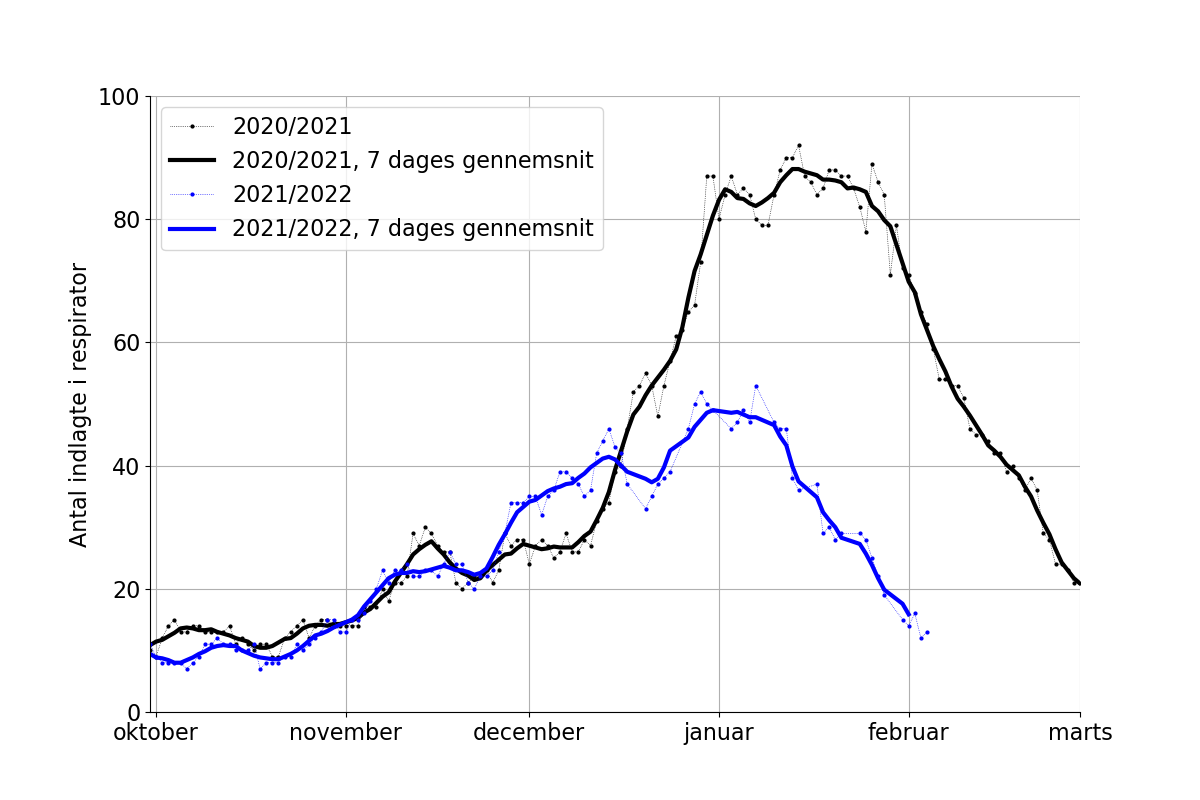 100
80
60
40
20
0
Antal indlagte i respirator
2020/2021
2020/2021, 7 dages gennemsnit
2021/2022
2021/2022, 7 dages gennemsnit
oktober november december januar februar marts